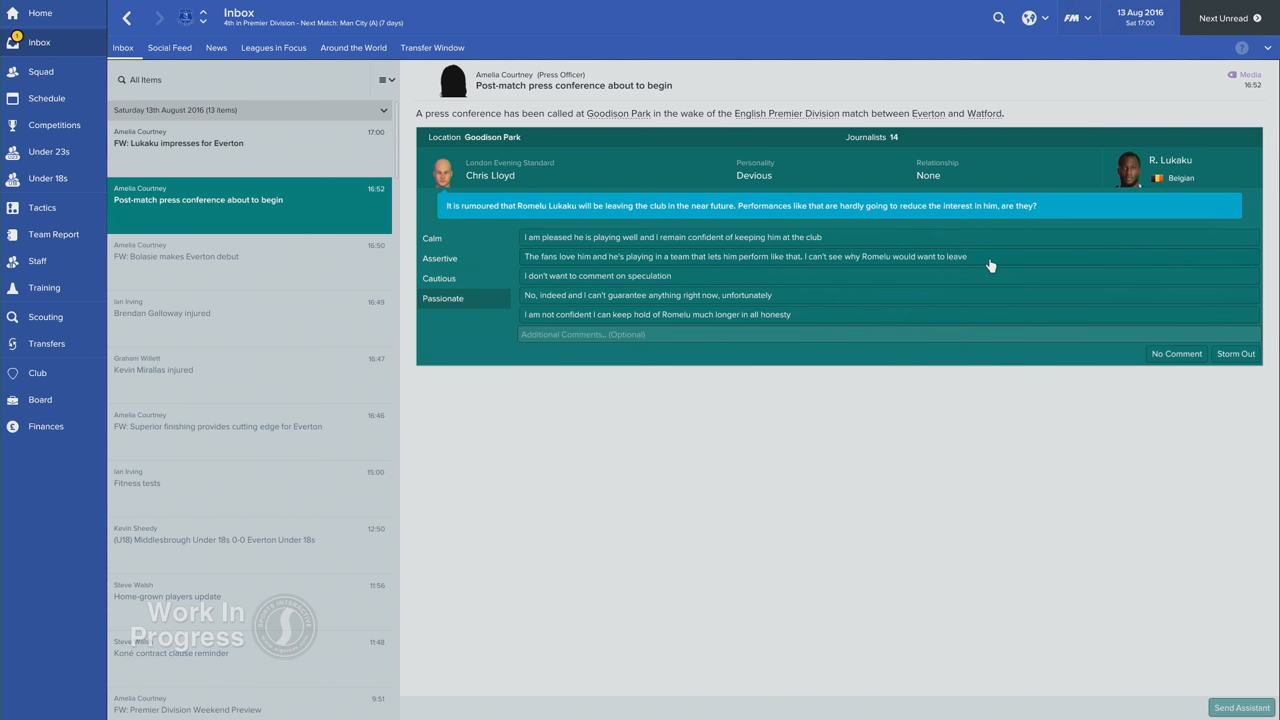 Home
1
Inbox
Squad
Schedule
Competitions
Under 23s
Under 18s
Tactics
Team Report
Staff
Training
Scouting
Transfers
Club
Board
Finances
Inbox
4th in Premier Division - Next Match: Man City (A) (7 days)
FM
13 Aug 2016
Sat 17:00
Next Unread
Inbox
Social Feed
News
Leagues in Focus
Around the World
Transfer Window
?
All Items
Saturday 13th August 2016 (13 items)
Amelia Courtney 17:00
FW: Lukaku impresses for Everton
Amelia Courtney 16:52
Post-match press conference about to begin
Amelia Courtney 16:50
FW: Bolasie makes Everton debut
Ian Irving 16:49
Brendan Galloway injured
Graham Willett 16:47
Kevin Mirallas injured
Amelia Courtney 16:46
FW: Superior finishing provides cutting edge for Everton
Ian Irving 15:00
Fitness tests
Kevin Sheedy 12:50
(U18) Middlesbrough Under 18s 0-0 Everton Under 18s
Steve Walsh 11:56
Home-grown players update
Steve Walsh 11:48
Koné contract clause reminder
Amelia Courtney 9:51
FW: Premier Division Weekend Preview
Work In
Progress
SPORTS INTERACTIVE
Amelia Courtney (Press Officer)
Post-match press conference about to begin
Media
16:52
A press conference has been called at Goodison Park in the wake of the English Premier Division match between Everton and Watford.
Location Goodison Park
Journalists 14
London Evening Standard
Chris Lloyd
Personality
Devious
Relationship
None
R. Lukaku
Belgian
It is rumoured that Romelu Lukaku will be leaving the club in the near future. Performances like that are hardly going to reduce the interest in him, are they?
Calm
Assertive
Cautious
Passionate
I am pleased he is playing well and I remain confident of keeping him at the club
The fans love him and he's playing in a team that lets him perform like that. I can't see why Romelu would want to leave
I don't want to comment on speculation
No, indeed and I can't guarantee anything right now, unfortunately
I am not confident I can keep hold of Romelu much longer in all honesty
Additional Comments.. (Optional)
No Comment
Storm Out
Send Assistant